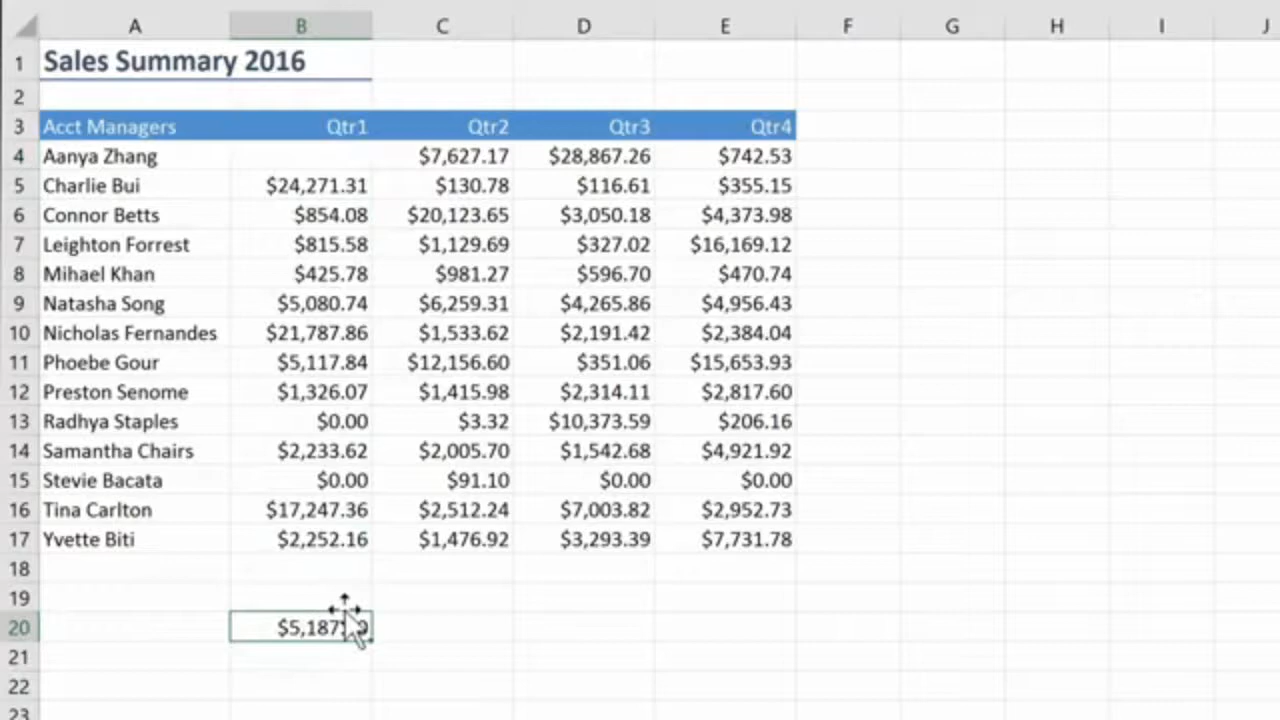 A B C D E F G H I J
1 Sales Summary 2016
2
3 Acct Managers Qtr1 Qtr2 Qtr3 Qtr4
4 Aanya Zhang $7,627.17 $28,867.26 $742.53
5 Charlie Bui $24,271.31 $130.78 $116.61 $355.15
6 Connor Betts $854.08 $20,123.65 $3,050.18 $4,373.98
7 Leighton Forrest $815.58 $1,129.69 $327.02 $16,169.12
8 Mihael Khan $425.78 $981.27 $596.70 $470.74
9 Natasha Song $5,080.74 $6,259.31 $4,265.86 $4,956.43
10 Nicholas Fernandes $21,787.86 $1,533.62 $2,191.42 $2,384.04
11 Phoebe Gour $5,117.84 $12,156.60 $351.06 $15,653.93
12 Preston Senome $1,326.07 $1,415.98 $2,314.11 $2,817.60
13 Radhya Staples $0.00 $3.32 $10,373.59 $206.16
14 Samantha Chairs $2,233.62 $2,005.70 $1,542.68 $4,921.92
15 Stevie Bacata $0.00 $91.10 $0.00 $0.00
16 Tina Carlton $17,247.36 $2,512.24 $7,003.82 $2,952.73
17 Yvette Biti $2,252.16 $1,476.92 $3,293.39 $7,731.78
18
19
20
21
22
23